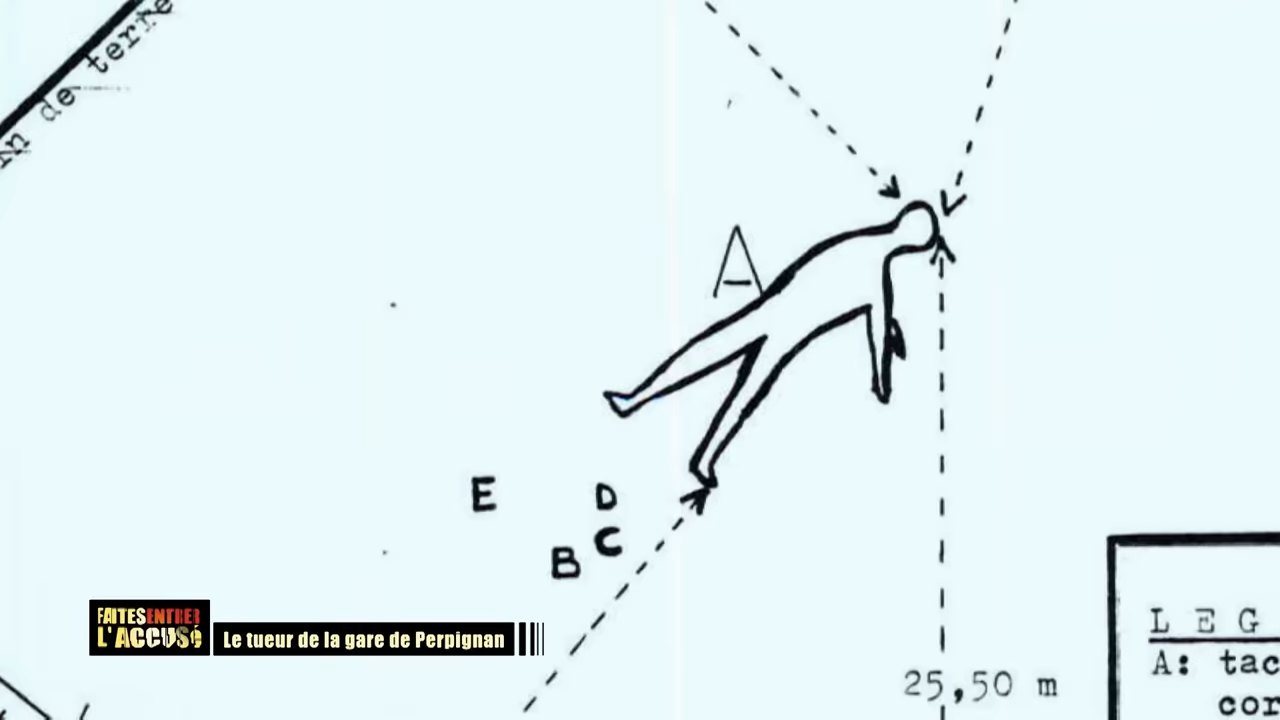 de terre
A
E
D
C
B
FAITES ENTRER
L'ACCUSÉ
Le tueur de la gare de Perpignan
25,50 m
L E G
A: tac
cor